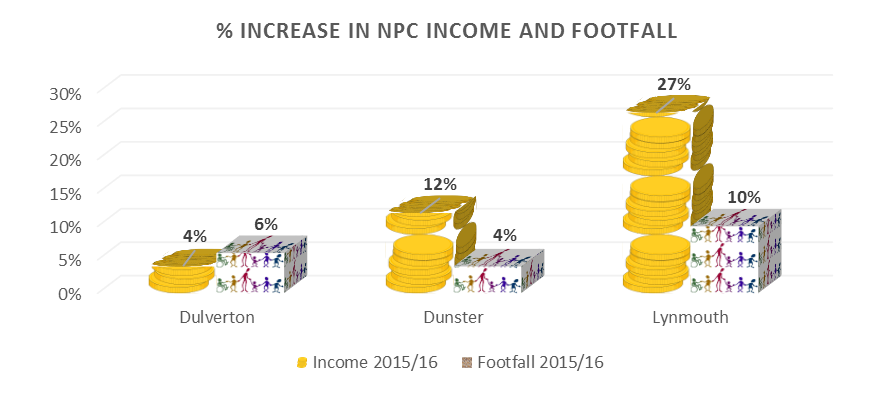 % INCREASE IN NPC INCOME AND FOOTFALL
30%
25%
20%
15%
10%
5%
0%
4%
6%
12%
4%
27%
10%
Dulverton
Dunster
Lynmouth
Income 2015/16
Footfall 2015/16